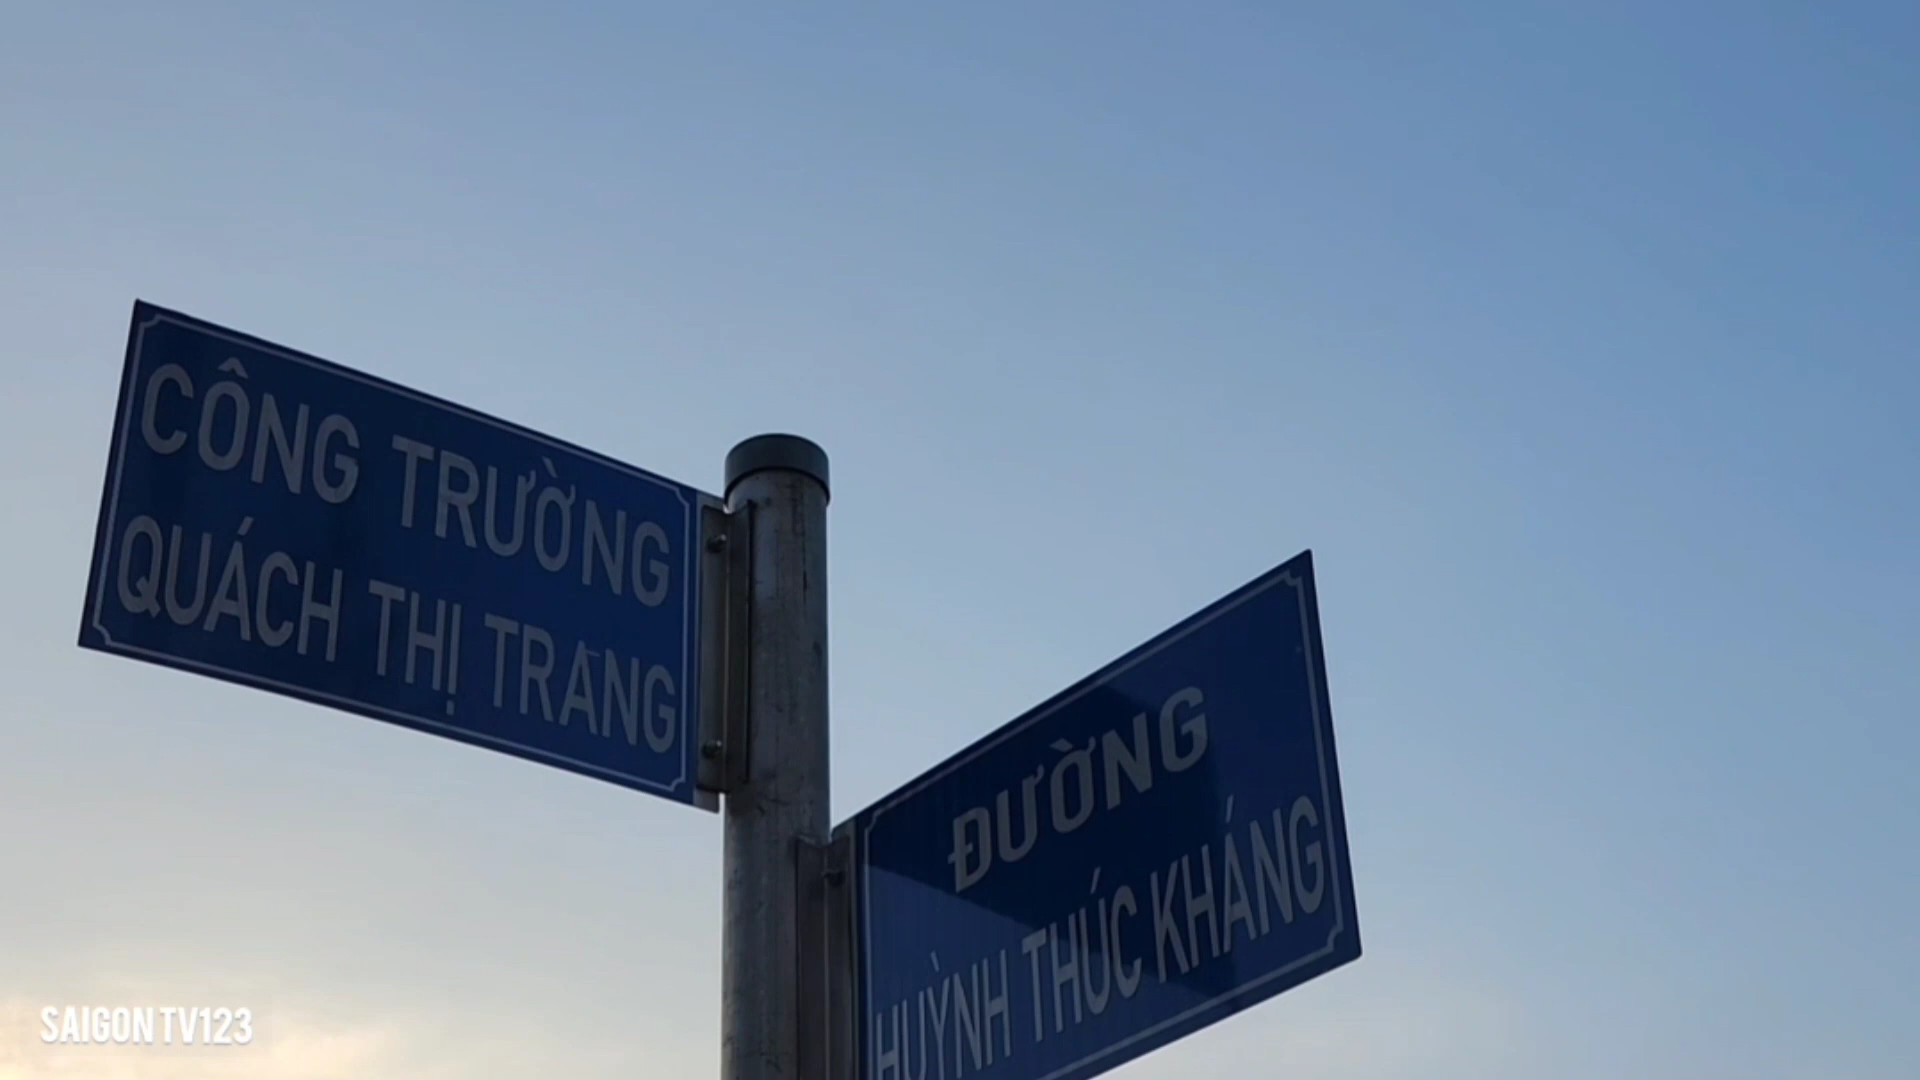 CÔNG TRƯỜNG
QUÁCH THỊ TRANG
ĐƯỜNG
HUỲNH THÚC KHÁNG
SAIGON TV123